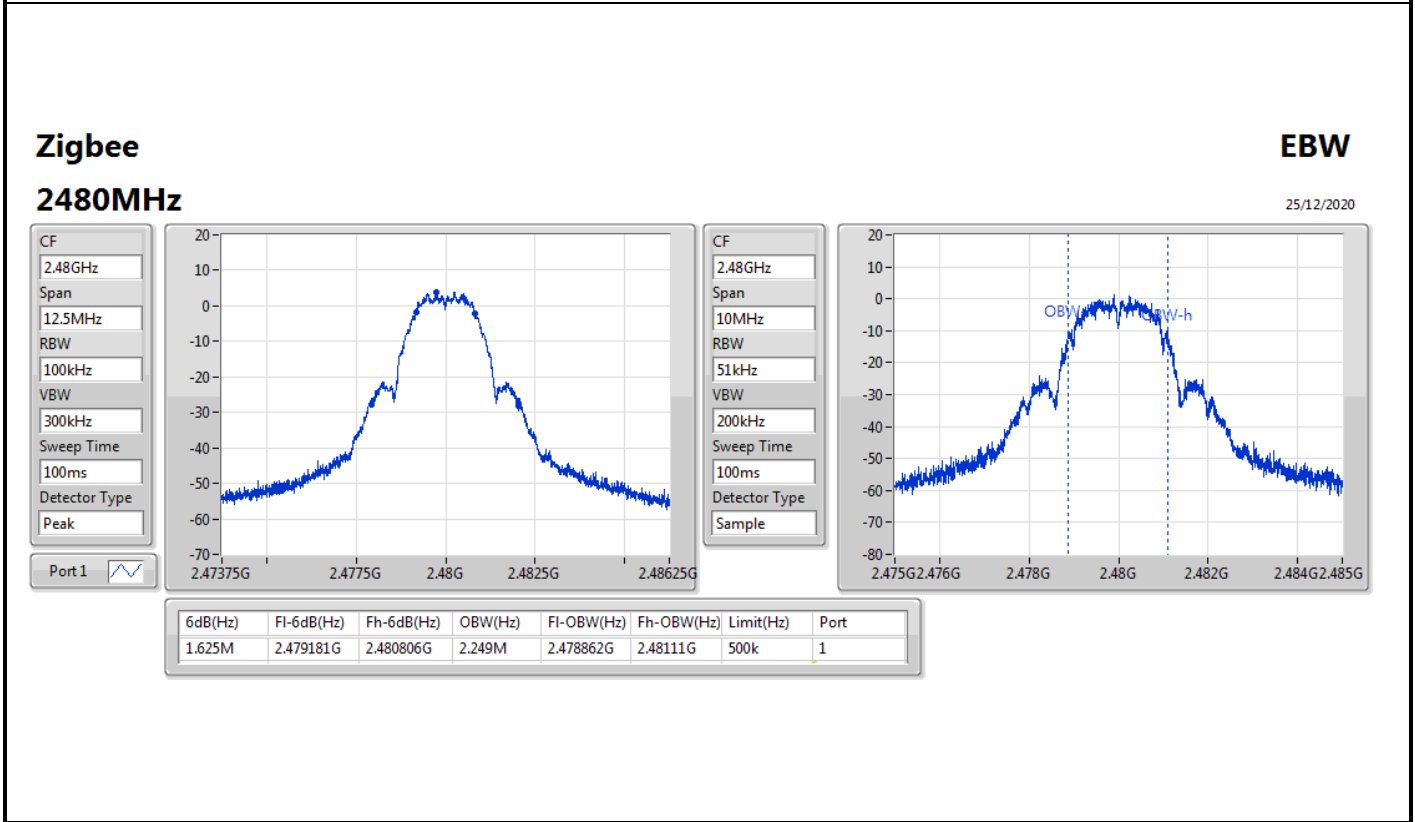 Zigbee
EBW
2480MHz
25/12/2020
CF
2.48GHz
Span
12.5MHz
RBW
100kHz
VBW
300kHz
Sweep Time
100ms
Detector Type
Peak
Port 1
20
10
0
-10
-20
-30
-40
-50
-60
-70
2.47375G 2.4775G 2.48G 2.4825G 2.48625G
CF
2.48GHz
Span
10MHz
RBW
51kHz
VBW
200kHz
Sweep Time
100ms
Detector Type
Sample
20
10
0
-10
-20
-30
-40
-50
-60
-70
-80
OBW-h
2.475G 2.476G 2.478G 2.48G 2.482G 2.484G 2.485G
6dB(Hz) Fl-6dB(Hz) Fh-6dB(Hz) OBW(Hz) Fl-OBW(Hz) Fh-OBW(Hz) Limit(Hz) Port
1.625M 2.479181G 2.480806G 2.249M 2.478862G 2.48111G 500k 1